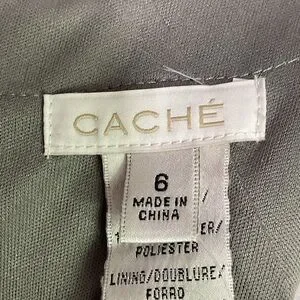 CACHÉ
6
MADE IN
CHINA
ER/
POLIESTER
LINING/DOUBLURE/
FORRO